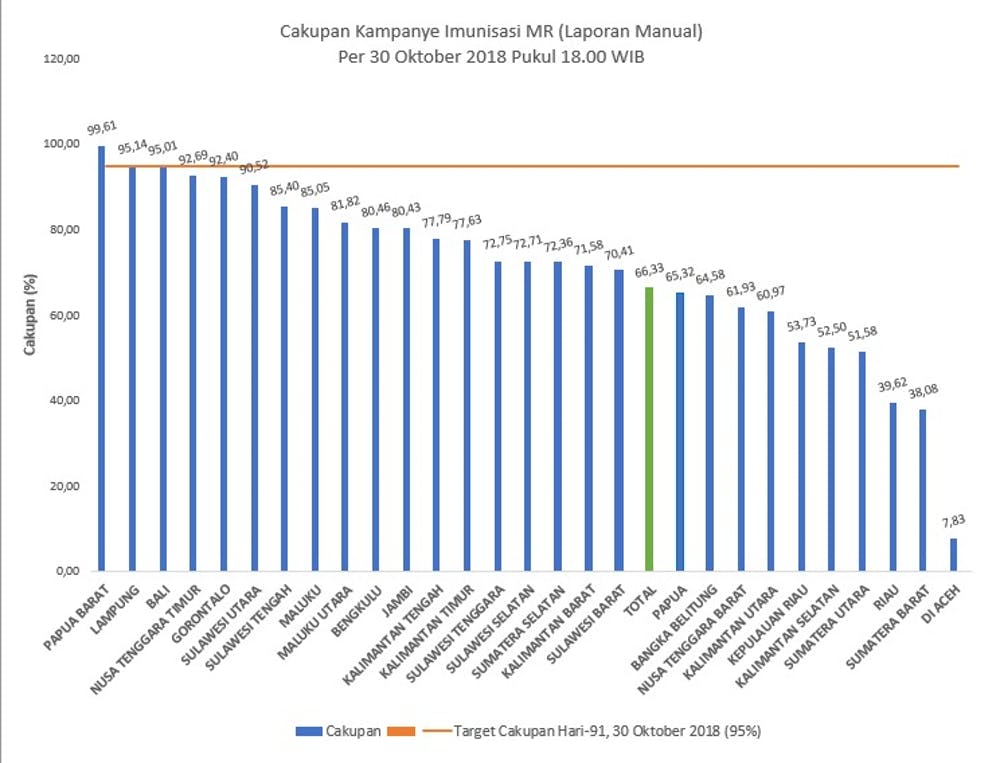 Cakupan Kampanye Imunisasi MR (Laporan Manual)
Per 30 Oktober 2018 Pukul 18.00 WIB
120,00
100,00
80,00
60,00
40,00
20,00
0,00
Cakupan (%)
99,61
95,14
95,01
92,69
92,40
90,52
85,40
85,05
81,82
80,46
80,43
77,79
77,63
72,75
72,71
72,36
71,58
70,41
66,33
65,32
64,58
61,93
60,97
53,73
52,50
51,58
39,62
38,08
7,83
PAPUA BARAT
LAMPUNG
BALI
NUSA TENGGARA TIMUR
GORONTALO
SULAWESI UTARA
SULAWESI TENGAH
MALUKU
MALUKU UTARA
BENGKULU
JAMBI
KALIMANTAN TENGAH
KALIMANTAN TIMUR
SULAWESI TENGGARA
SULAWESI SELATAN
SUMATERA SELATAN
KALIMANTAN BARAT
SULAWESI BARAT
TOTAL
PAPUA
BANGKA BELITUNG
NUSA TENGGARA BARAT
KALIMANTAN UTARA
KEPULAUAN RIAU
KALIMANTAN SELATAN
SUMATERA UTARA
RIAU
SUMATERA BARAT
DI ACEH
Cakupan
Target Cakupan Hari-91, 30 Oktober 2018 (95%)